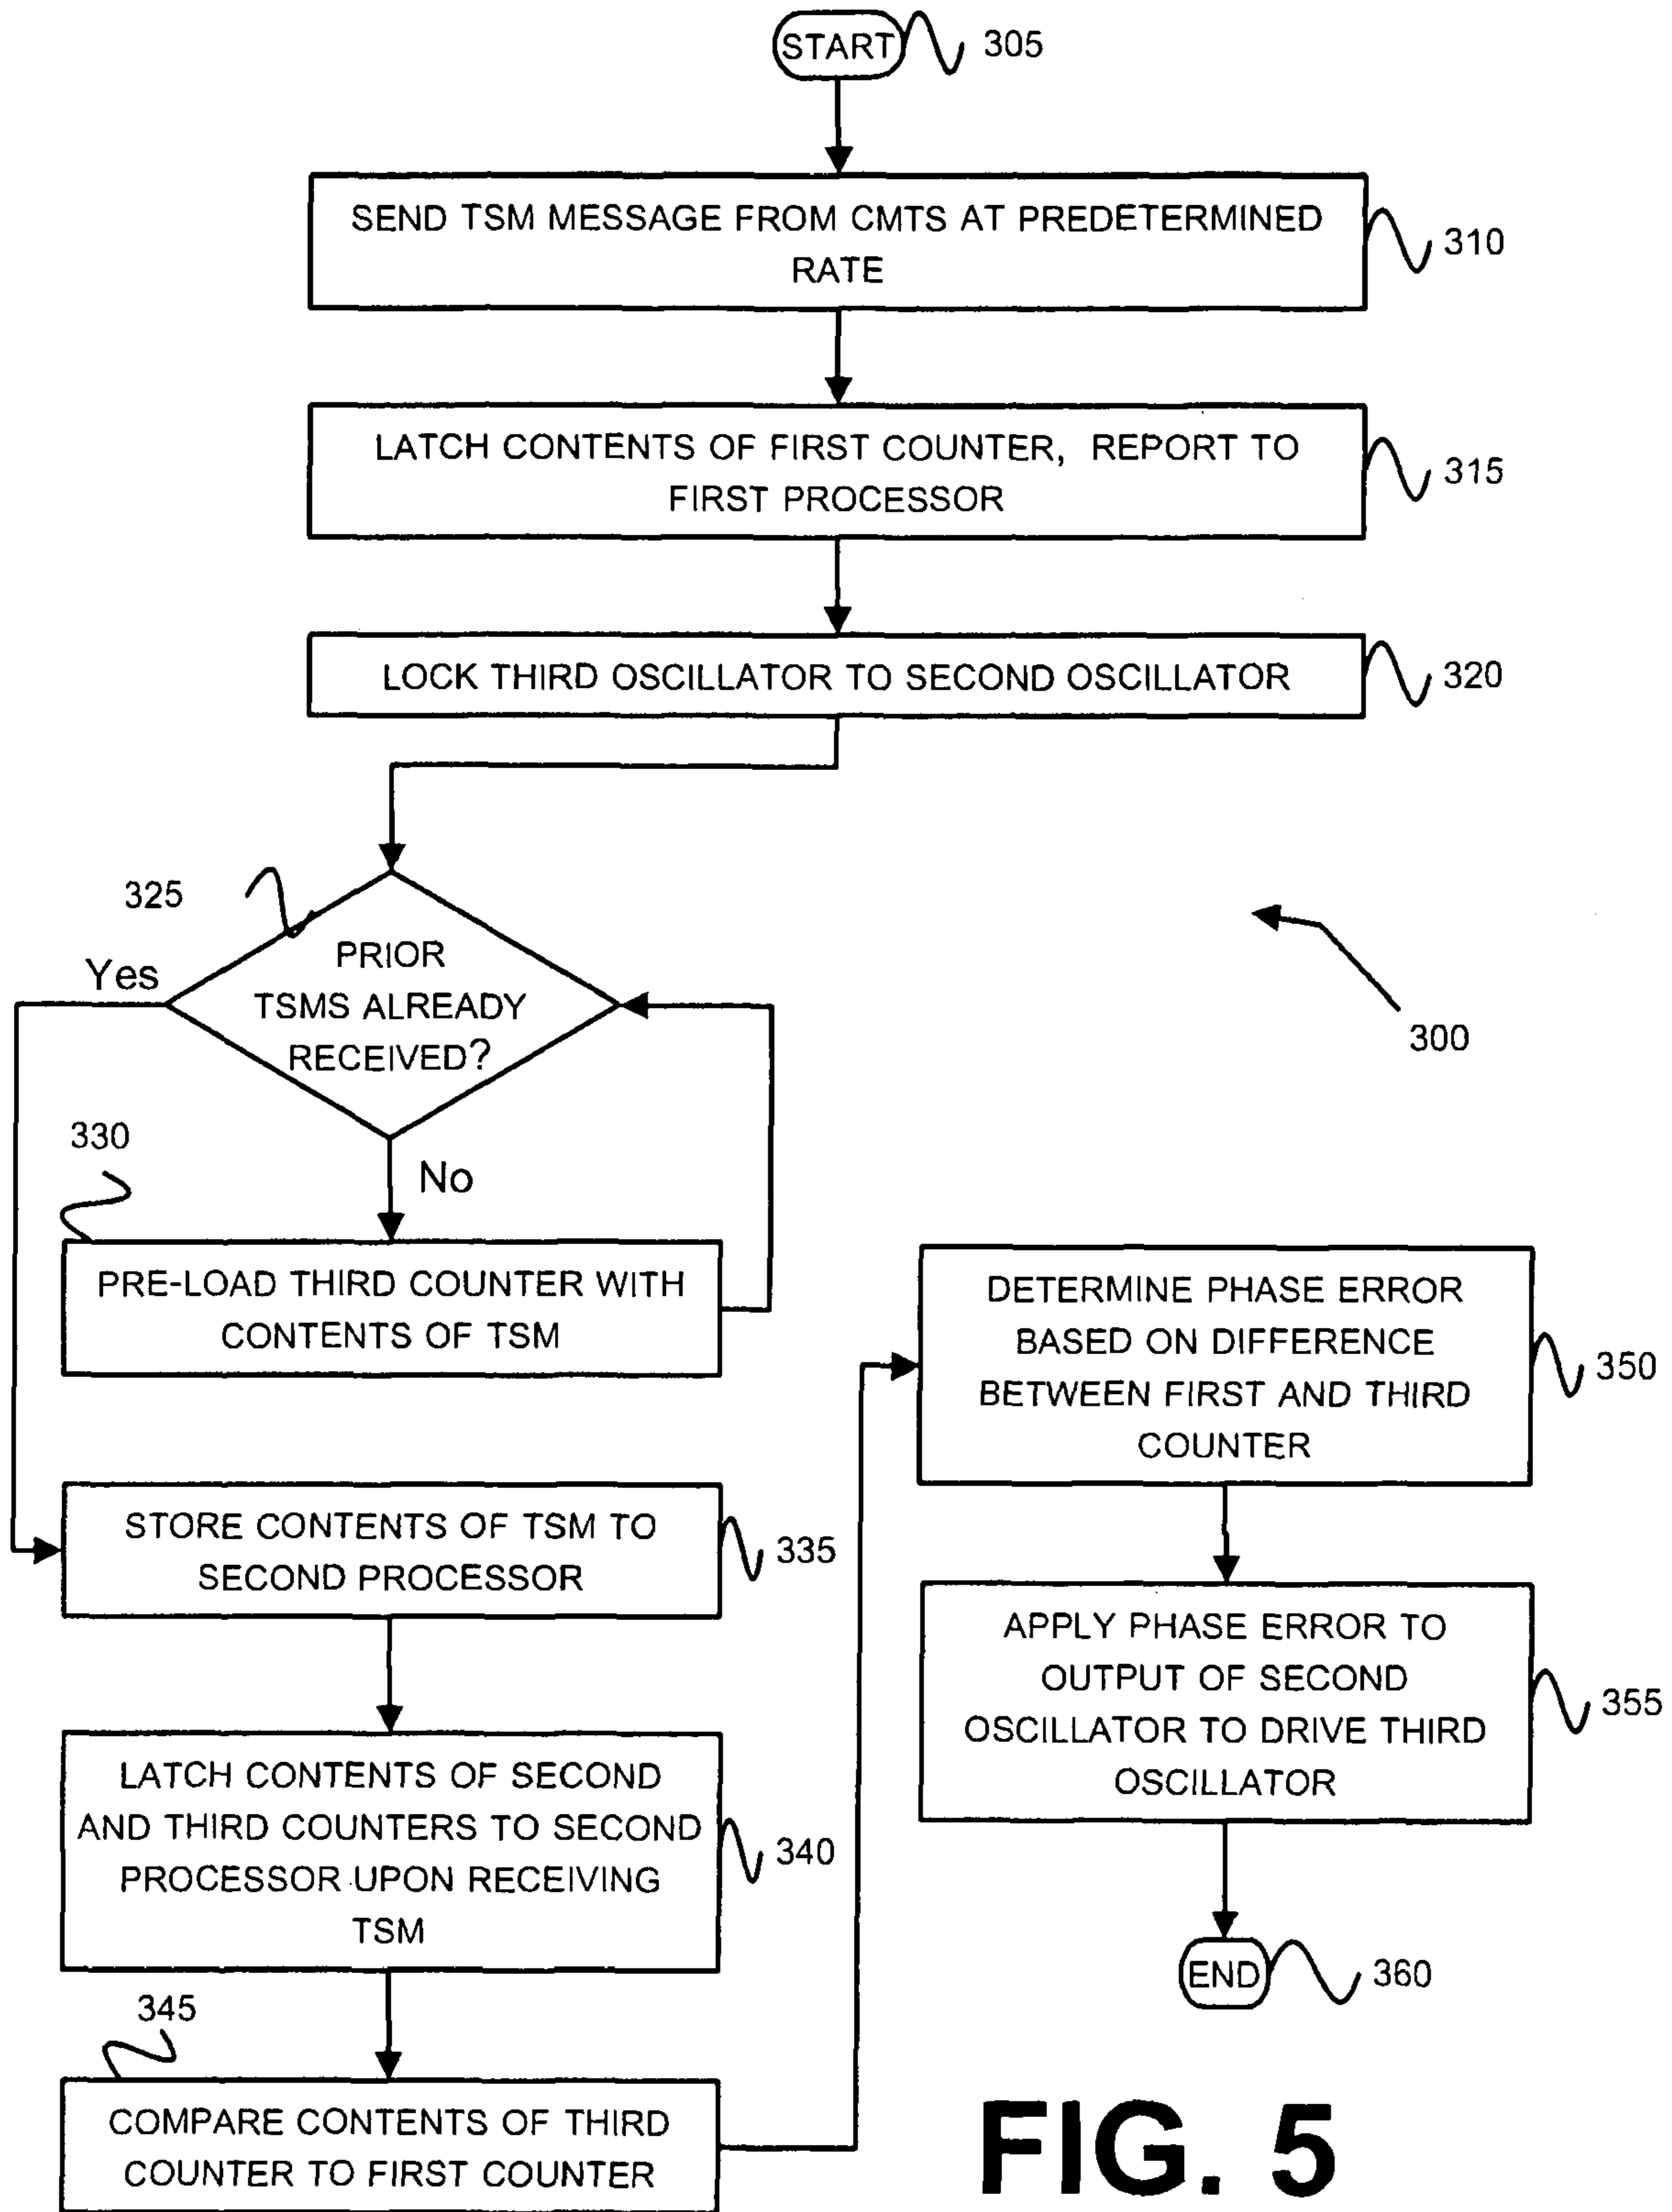 START
305
SEND TSM MESSAGE FROM CMTS AT PREDETERMINED
RATE
310
LATCH CONTENTS OF FIRST COUNTER, REPORT TO
FIRST PROCESSOR
315
LOCK THIRD OSCILLATOR TO SECOND OSCILLATOR
320
325
PRIOR
TSMS ALREADY
RECEIVED?
Yes
No
300
330
PRE-LOAD THIRD COUNTER WITH
CONTENTS OF TSM
STORE CONTENTS OF TSM TO
SECOND PROCESSOR
335
LATCH CONTENTS OF SECOND
AND THIRD COUNTERS TO SECOND
PROCESSOR UPON RECEIVING
TSM
340
345
COMPARE CONTENTS OF THIRD
COUNTER TO FIRST COUNTER
DETERMINE PHASE ERROR
BASED ON DIFFERENCE
BETWEEN FIRST AND THIRD
COUNTER
350
APPLY PHASE ERROR TO
OUTPUT OF SECOND
OSCILLATOR TO DRIVE THIRD
OSCILLATOR
355
END
360
FIG. 5